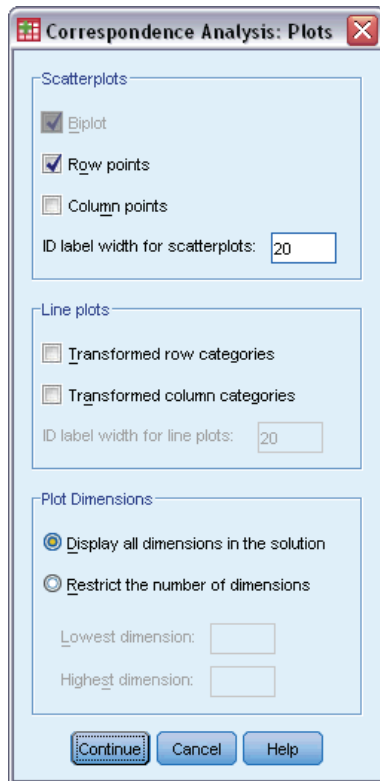 Correspondence Analysis: Plots
Scatterplots
Biplot
Row points
Column points
ID label width for scatterplots: 20
Line plots
Transformed row categories
Transformed column categories
ID label width for line plots: 20
Plot Dimensions
Display all dimensions in the solution
Restrict the number of dimensions
Lowest dimension:
Highest dimension:
Continue Cancel Help